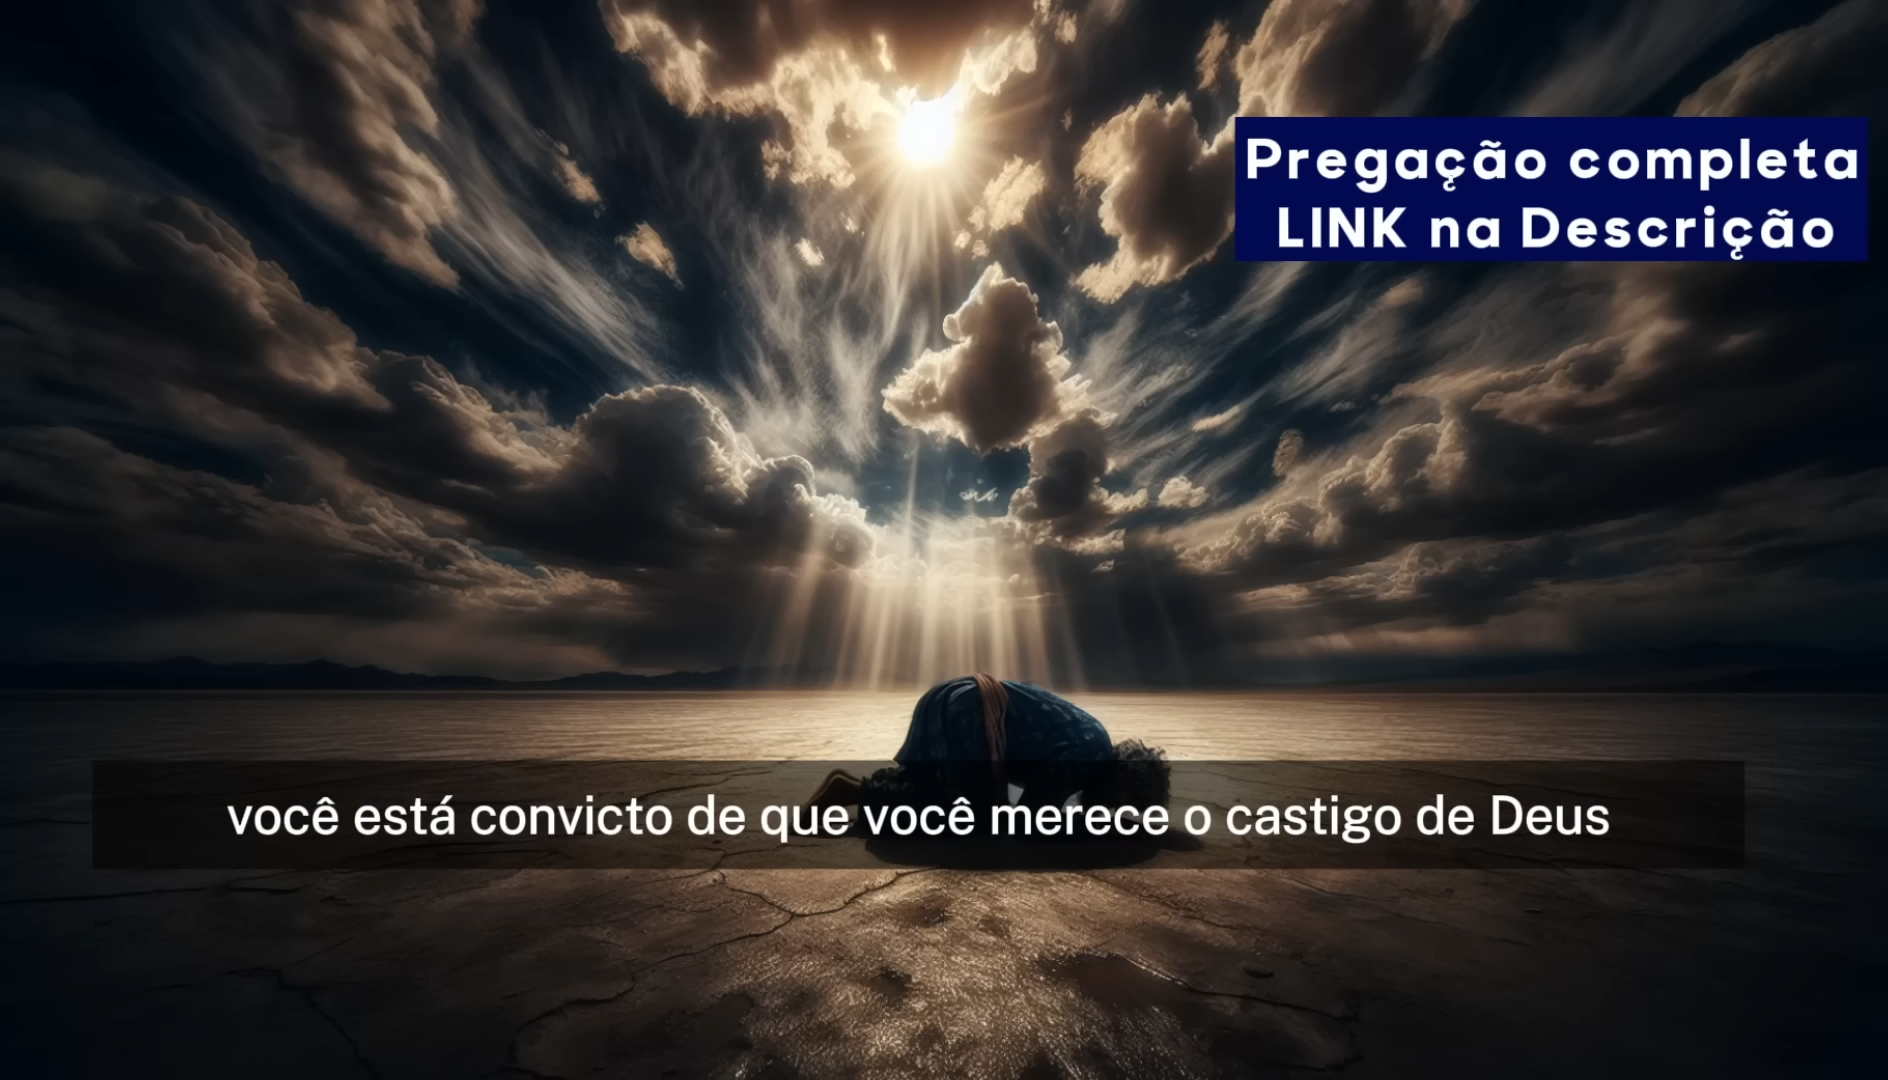 Pregação completa
LINK na Descrição
você está convicto de que você merece o castigo de Deus